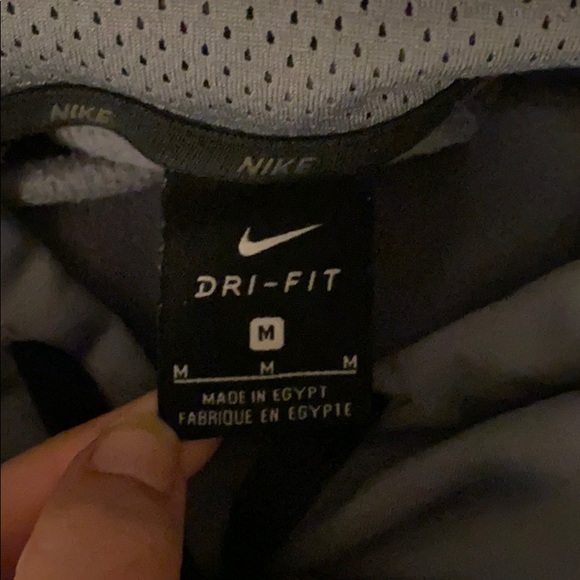 NIKE
NIKE
DRI-FIT
M
M M M
MADE IN EGYPT
FABRIQUE EN EGYPTE